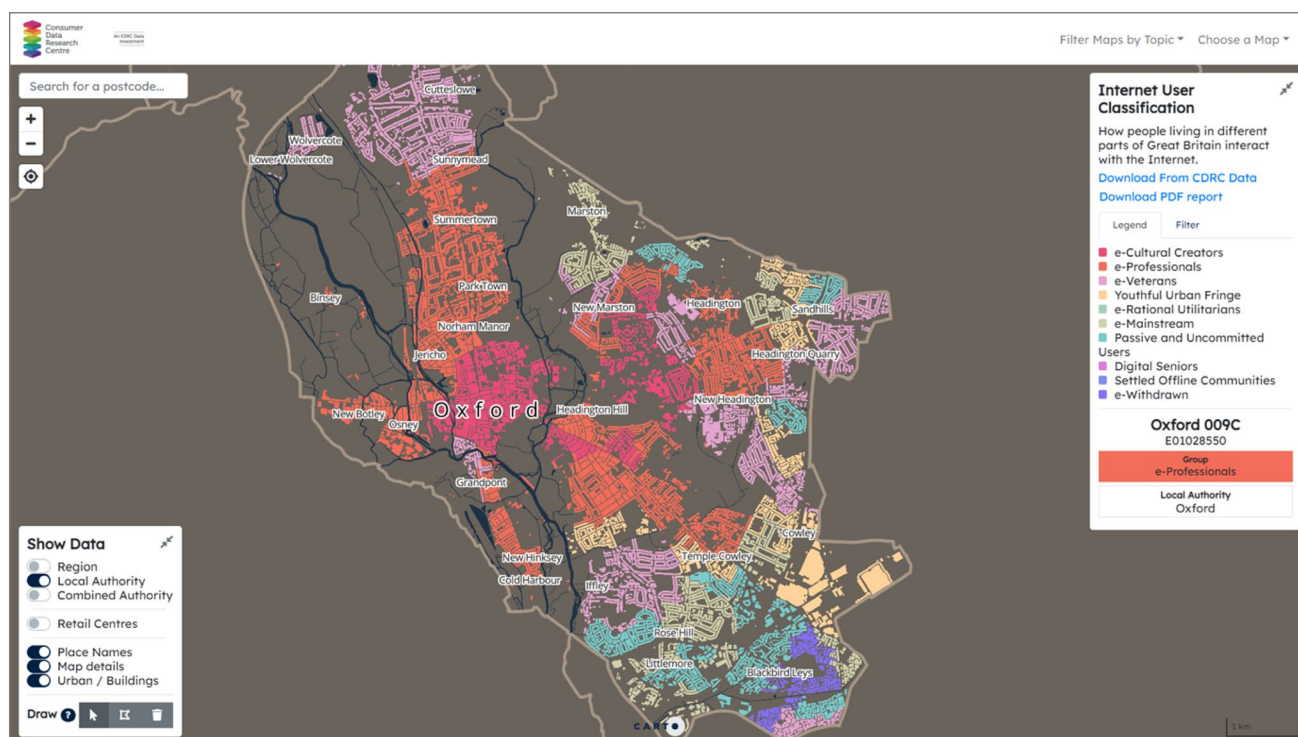 Consumer
Data
Research
Centre
An ESRC Data
Investment
Filter Maps by Topic
Choose a Map
Search for a postcode...
+
−
Internet User
Classification
How people living in different
parts of Great Britain interact
with the Internet.
Download From CDRC Data
Download PDF report
Legend
Filter
e-Cultural Creators
e-Professionals
e-Veterans
Youthful Urban Fringe
e-Rational Utilitarians
e-Mainstream
Passive and Uncommitted
Users
Digital Seniors
Settled Offline Communities
e-Withdrawn
Oxford 009C
E01028550
Group
e-Professionals
Local Authority
Oxford
Cutteslowe
Wolvercote
Lower Wolvercote
Sunnymead
Summertown
Marston
Park Town
Binsey
New Marston
Headington
Sandhills
Norham Manor
Jericho
Headington Quarry
New Headington
New Botley
Oxford
Headington Hill
Osney
Grandpont
Cowley
New Hinksey
Temple Cowley
Cold Harbour
Iffley
Rose Hill
Littlemore
Blackbird Leys
Show Data
Region
Local Authority
Combined Authority
Retail Centres
Place Names
Map details
Urban / Buildings
Draw ?
CARTO
1 km